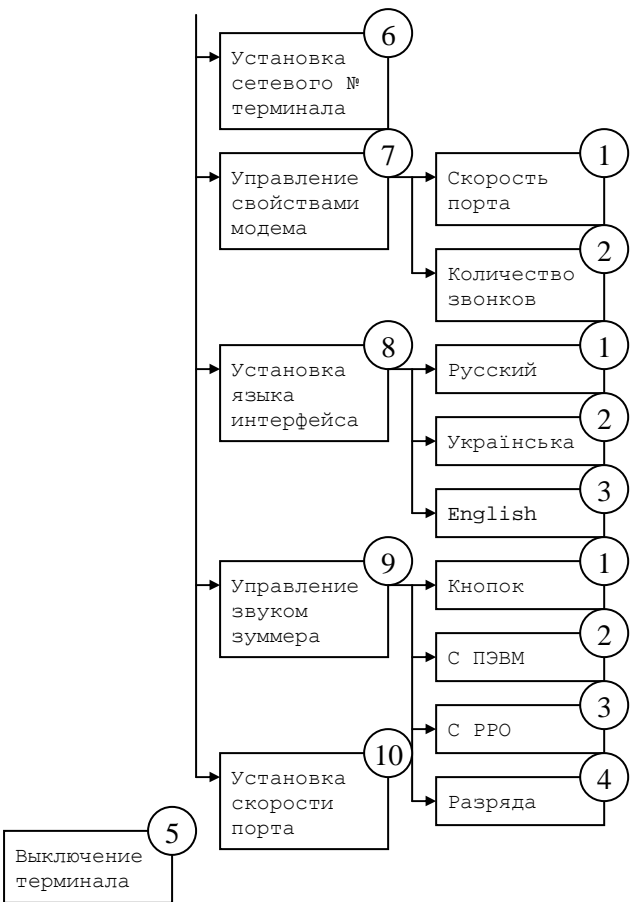 6
Установка
сетевого №
терминала
7
Управление
свойствами
модема
1
Скорость
порта
2
Количество
звонков
8
Установка
языка
интерфейса
1
Русский
2
Українська
3
English
9
Управление
звуком
зуммера
1
Кнопок
2
С ПЭВМ
3
С РРО
4
Разряда
10
Установка
скорости
порта
5
Выключение
терминала